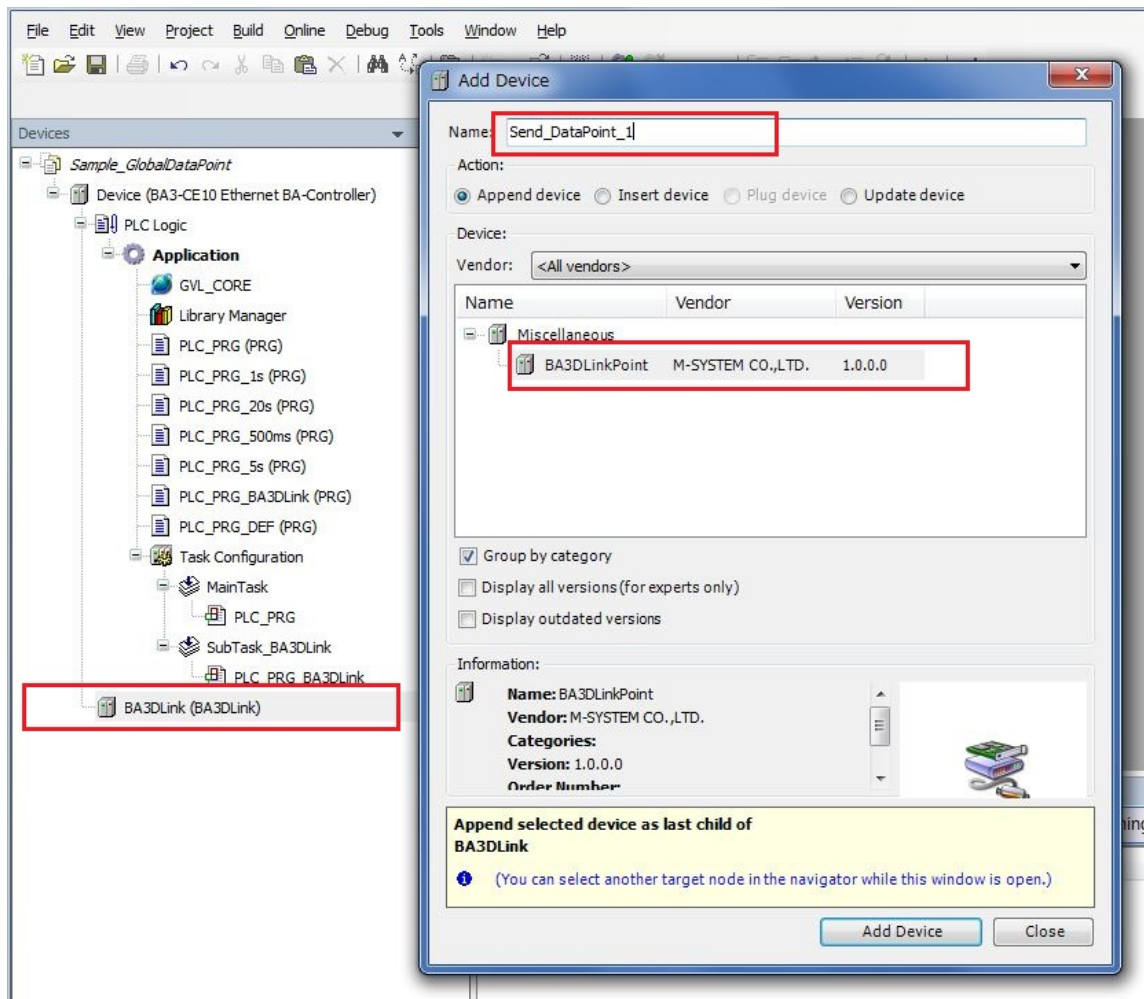 File Edit View Project Build Online Debug Tools Window Help
Devices
Sample_GlobalDataPoint
Device (BA3-CE10 Ethernet BA-Controller)
PLC Logic
Application
GVL_CORE
Library Manager
PLC_PRG (PRG)
PLC_PRG_1s (PRG)
PLC_PRG_20s (PRG)
PLC_PRG_500ms (PRG)
PLC_PRG_5s (PRG)
PLC_PRG_BA3DLink (PRG)
PLC_PRG_DEF (PRG)
Task Configuration
MainTask
PLC_PRG
SubTask_BA3DLink
PLC_PRG_BA3DLink
BA3DLink (BA3DLink)
Add Device
Name: Send_DataPoint_1
Action:
Append device Insert device Plug device Update device
Device:
Vendor: <All vendors>
Name Vendor Version
Miscellaneous
BA3DLinkPoint M-SYSTEM CO.,LTD. 1.0.0.0
Group by category
Display all versions (for experts only)
Display outdated versions
Information:
Name: BA3DLinkPoint
Vendor: M-SYSTEM CO.,LTD.
Categories:
Version: 1.0.0.0
Order Number:
Append selected device as last child of
BA3DLink
(You can select another target node in the navigator while this window is open.)
Add Device Close